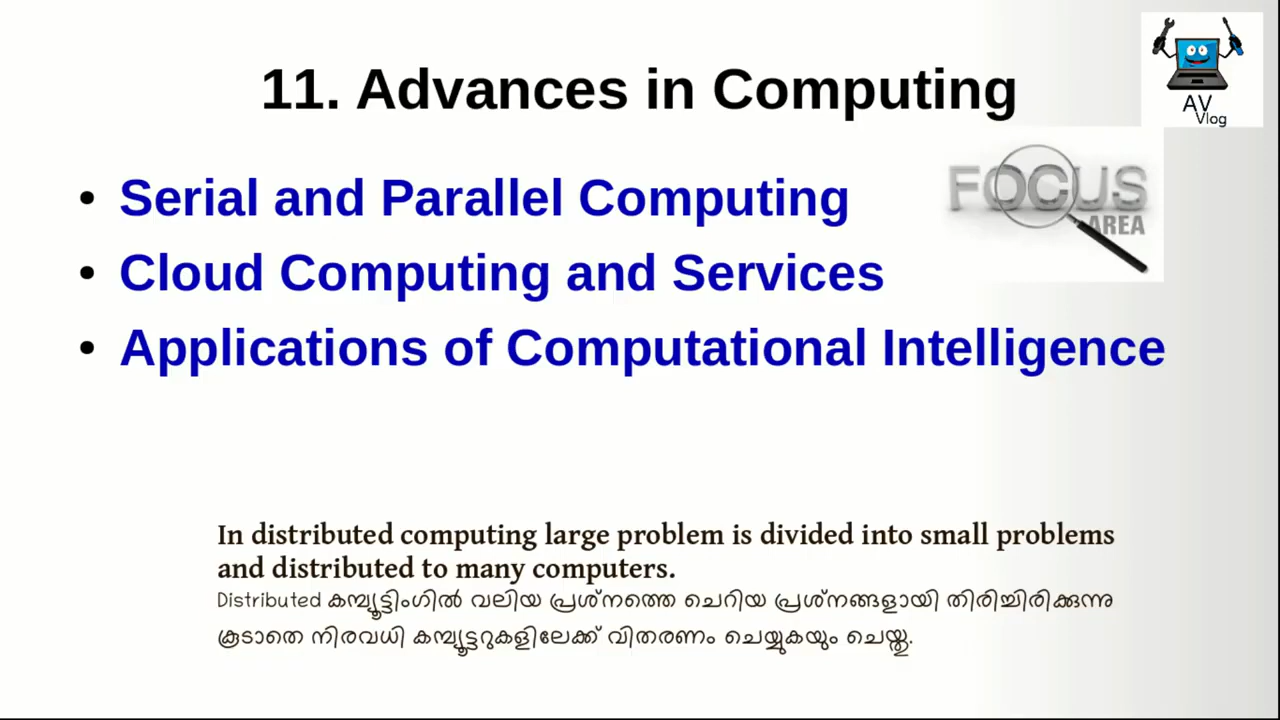 11. Advances in Computing
AV
Vlog
FOCUS
AREA
• Serial and Parallel Computing
• Cloud Computing and Services
• Applications of Computational Intelligence
In distributed computing large problem is divided into small problems
and distributed to many computers.
Distributed കമ്പ്യൂട്ടിംഗിൽ വലിയ പ്രശ്നത്തെ ചെറിയ പ്രശ്നങ്ങളായി തിരിച്ചിരിക്കുന്നു
കൂടാതെ നിരവധി കമ്പ്യൂട്ടറുകളിലേക്ക് വിതരണം ചെയ്യുകയും ചെയ്തു.